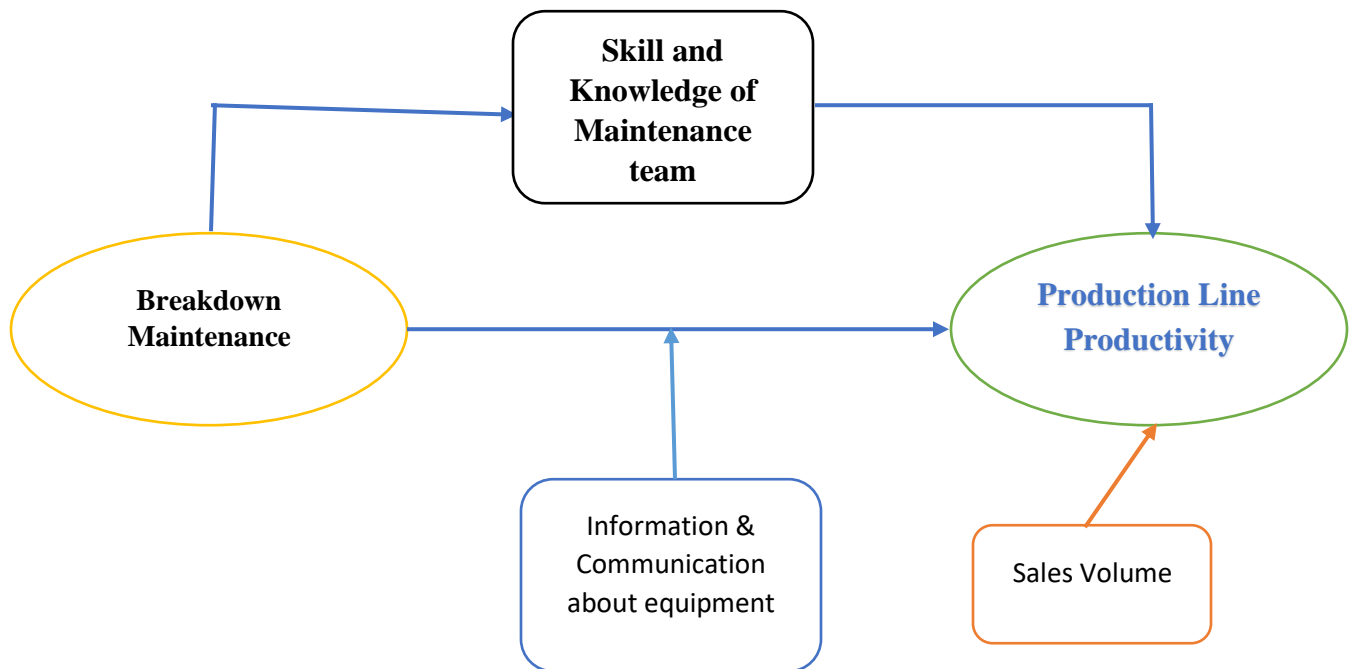 Skill and
Knowledge of
Maintenance
team
Breakdown
Maintenance
Production Line
Productivity
Information &
Communication
about equipment
Sales Volume